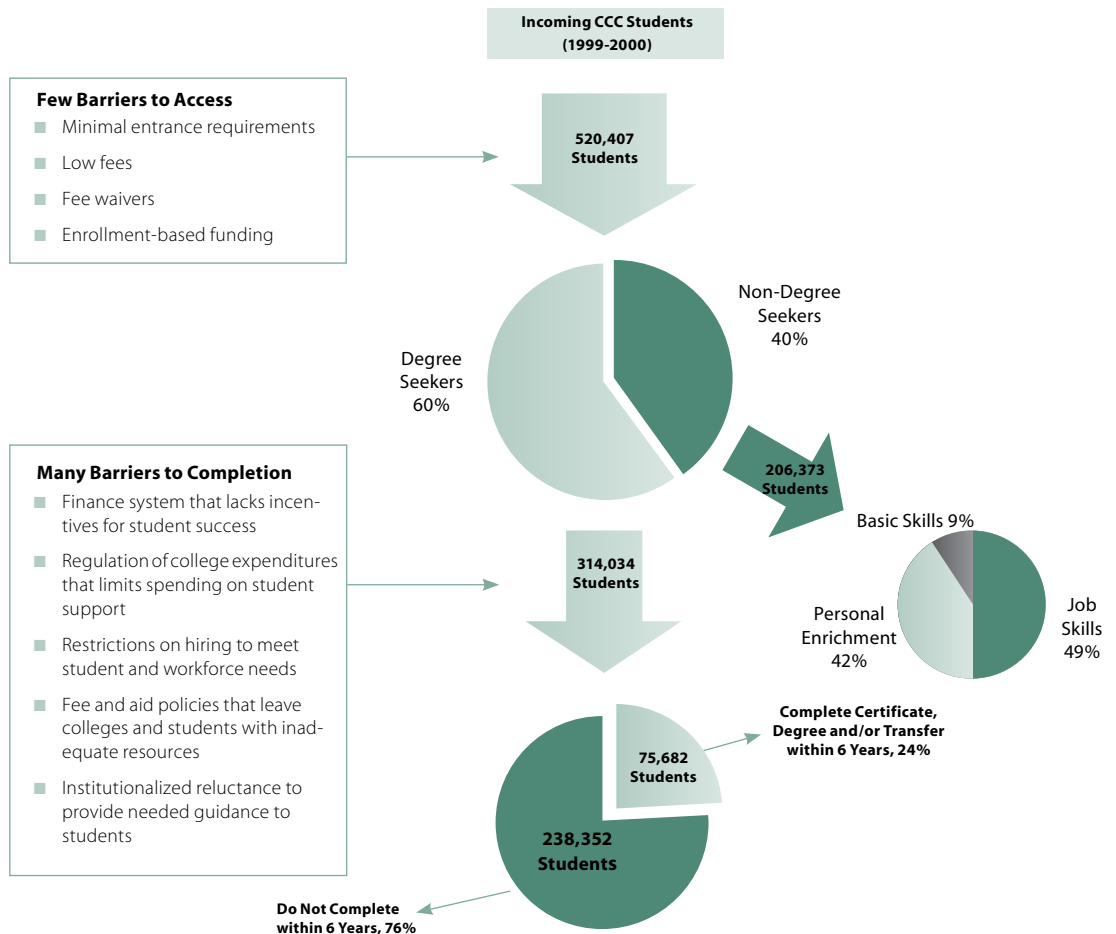 Incoming CCC Students
(1999-2000)
Few Barriers to Access
Minimal entrance requirements
Low fees
Fee waivers
Enrollment-based funding
520,407
Students
Non-Degree
Seekers
40%
Degree
Seekers
60%
206,373
Students
Many Barriers to Completion
Finance system that lacks incen-
tives for student success
Regulation of college expenditures
that limits spending on student
support
Restrictions on hiring to meet
student and workforce needs
Fee and aid policies that leave
colleges and students with inad-
equate resources
Institutionalized reluctance to
provide needed guidance to
students
314,034
Students
Basic Skills 9%
Personal
Enrichment
42%
Job
Skills
49%
Complete Certificate,
Degree and/or Transfer
within 6 Years, 24%
75,682
Students
238,352
Students
Do Not Complete
within 6 Years, 76%